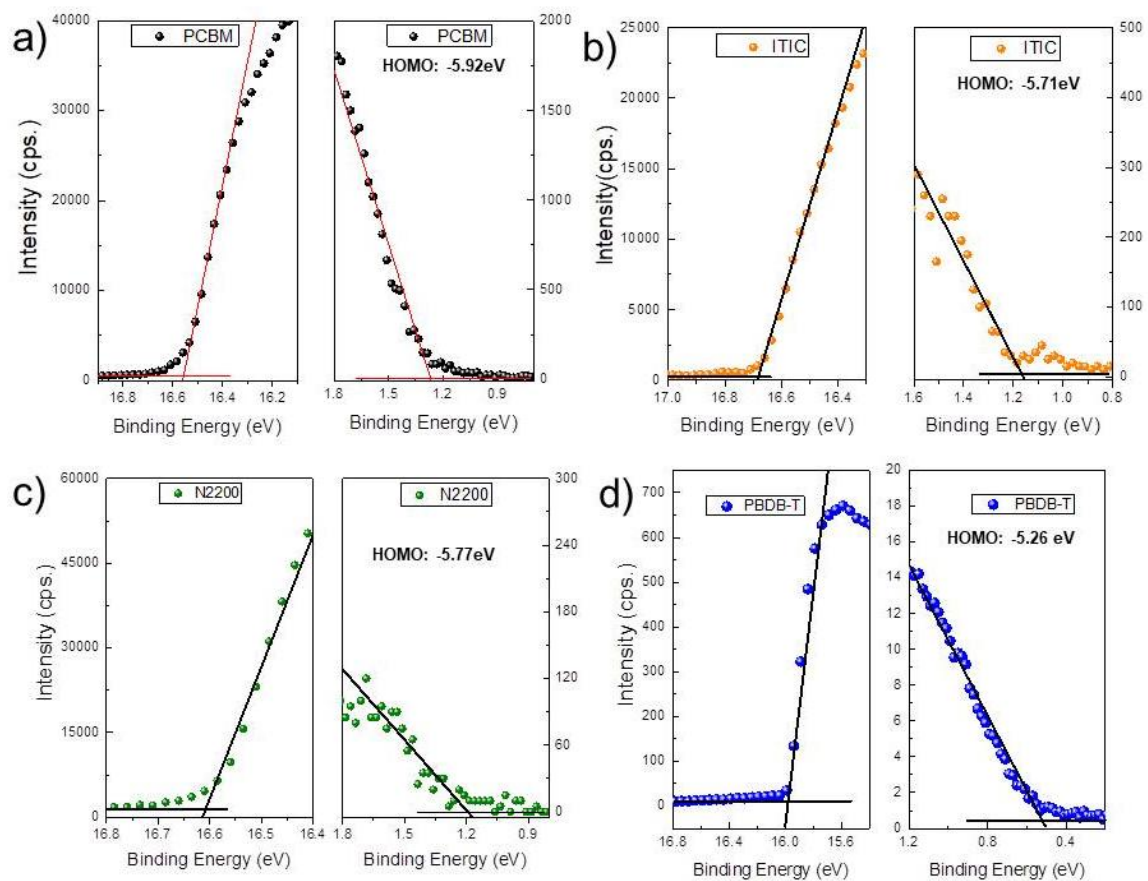 a)
PCBM
PCBM
HOMO: -5.92eV
Intensity (cps.)
40000
30000
20000
10000
0
2000
1500
1000
500
0
16.8 16.6 16.4 16.2
1.8 1.5 1.2 0.9
Binding Energy (eV)
Binding Energy (eV)
b)
ITIC
ITIC
HOMO: -5.71eV
Intensity(cps.)
25000
20000
15000
10000
5000
0
500
400
300
200
100
0
17.0 16.8 16.6 16.4
1.6 1.4 1.2 1.0 0.8
Binding Energy (eV)
Binding Energy (eV)
c)
N2200
N2200
HOMO: -5.77eV
Intensity (cps.)
60000
45000
30000
15000
0
300
240
180
120
60
0
16.8 16.7 16.6 16.5 16.4
1.8 1.5 1.2 0.9
Binding Energy (eV)
Binding Energy (eV)
d)
PBDB-T
PBDB-T
HOMO: -5.26 eV
Intensity (cps.)
700
600
500
400
300
200
100
0
20
18
16
14
12
10
8
6
4
2
0
16.8 16.4 16.0 15.6
1.2 0.8 0.4
Binding Energy (eV)
Binding Energy (eV)